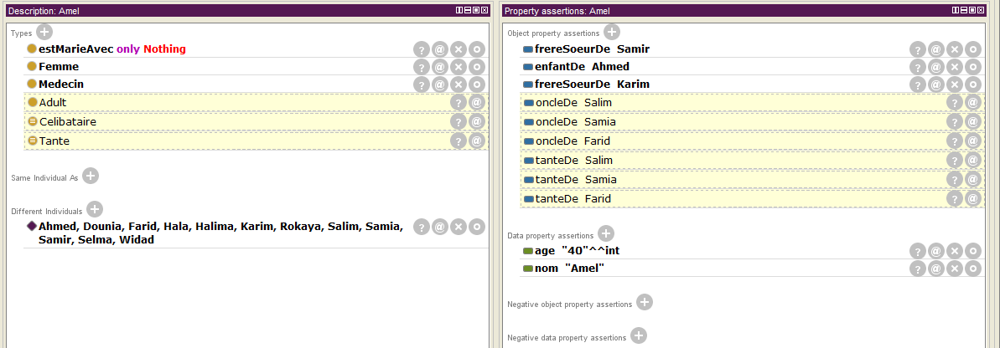 Description: Amel
Types
estMarieAvec only Nothing
Femme
Medecin
Adult
Celibataire
Tante
Same Individual As
Different Individuals
Ahmed, Dounia, Farid, Hala, Halima, Karim, Rokaya, Salim, Samia,
Samir, Selma, Widad
Property assertions: Amel
Object property assertions
frereSoeurDe Samir
enfantDe Ahmed
frereSoeurDe Karim
oncleDe Salim
oncleDe Samia
oncleDe Farid
tanteDe Salim
tanteDe Samia
tanteDe Farid
Data property assertions
age "40"^^int
nom "Amel"
Negative object property assertions
Negative data property assertions